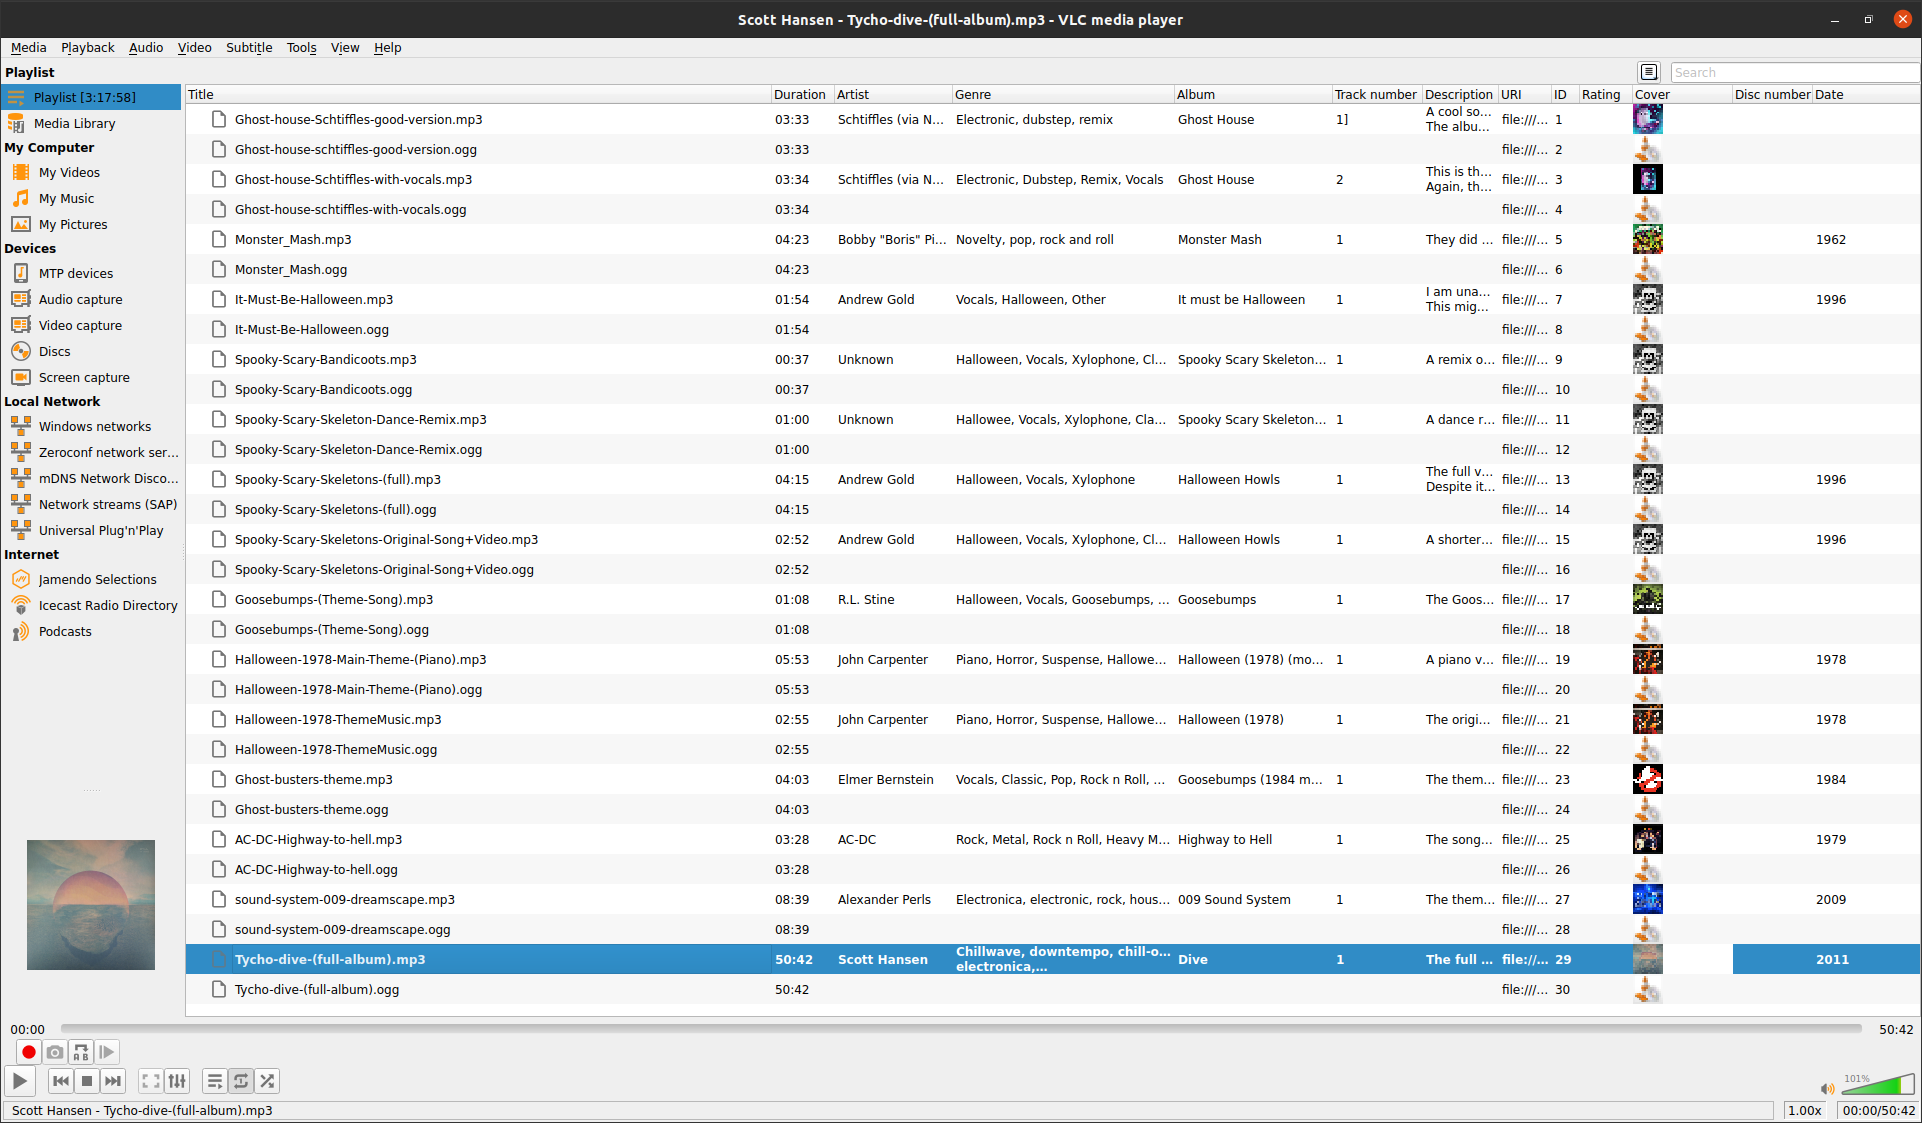 Scott Hansen - Tycho-dive-(full-album).mp3 - VLC media player
Media Playback Audio Video Subtitle Tools View Help
Playlist
Search
Playlist [3:17:58]
Media Library
My Computer
My Videos
My Music
My Pictures
Devices
MTP devices
Audio capture
Video capture
Discs
Screen capture
Local Network
Windows networks
Zeroconf network ser...
mDNS Network Disco...
Network streams (SAP)
Universal Plug'n'Play
Internet
Jamendo Selections
Icecast Radio Directory
Podcasts
Title Duration Artist Genre Album Track number Description URI ID Rating Cover Disc number Date
Ghost-house-Schtiffles-good-version.mp3 03:33 Schtiffles (via N... Electronic, dubstep, remix Ghost House 1] A cool so... The albu... file:///... 1
Ghost-house-schtiffles-good-version.ogg 03:33 file:///... 2
Ghost-house-Schtiffles-with-vocals.mp3 03:34 Schtiffles (via N... Electronic, Dubstep, Remix, Vocals Ghost House 2 This is th... Again, th... file:///... 3
Ghost-house-schtiffles-with-vocals.ogg 03:34 file:///... 4
Monster_Mash.mp3 04:23 Bobby "Boris" Pi... Novelty, pop, rock and roll Monster Mash 1 They did ... file:///... 5 1962
Monster_Mash.ogg 04:23 file:///... 6
It-Must-Be-Halloween.mp3 01:54 Andrew Gold Vocals, Halloween, Other It must be Halloween 1 I am una... This mig... file:///... 7 1996
It-Must-Be-Halloween.ogg 01:54 file:///... 8
Spooky-Scary-Bandicoots.mp3 00:37 Unknown Halloween, Vocals, Xylophone, Cl... Spooky Scary Skeleton... 1 A remix o... file:///... 9
Spooky-Scary-Bandicoots.ogg 00:37 file:///... 10
Spooky-Scary-Skeleton-Dance-Remix.mp3 01:00 Unknown Hallowee, Vocals, Xylophone, Cla... Spooky Scary Skeleton... 1 A dance r... file:///... 11
Spooky-Scary-Skeleton-Dance-Remix.ogg 01:00 file:///... 12
Spooky-Scary-Skeletons-(full).mp3 04:15 Andrew Gold Halloween, Vocals, Xylophone Halloween Howls 1 The full v... Despite it... file:///... 13 1996
Spooky-Scary-Skeletons-(full).ogg 04:15 file:///... 14
Spooky-Scary-Skeletons-Original-Song+Video.mp3 02:52 Andrew Gold Halloween, Vocals, Xylophone, Cl... Halloween Howls 1 A shorter... file:///... 15 1996
Spooky-Scary-Skeletons-Original-Song+Video.ogg 02:52 file:///... 16
Goosebumps-(Theme-Song).mp3 01:08 R.L. Stine Halloween, Vocals, Goosebumps, ... Goosebumps 1 The Goos... file:///... 17
Goosebumps-(Theme-Song).ogg 01:08 file:///... 18
Halloween-1978-Main-Theme-(Piano).mp3 05:53 John Carpenter Piano, Horror, Suspense, Hallowe... Halloween (1978) (mo... 1 A piano v... file:///... 19 1978
Halloween-1978-Main-Theme-(Piano).ogg 05:53 file:///... 20
Halloween-1978-ThemeMusic.mp3 02:55 John Carpenter Piano, Horror, Suspense, Hallowe... Halloween (1978) 1 The origi... file:///... 21 1978
Halloween-1978-ThemeMusic.ogg 02:55 file:///... 22
Ghost-busters-theme.mp3 04:03 Elmer Bernstein Vocals, Classic, Pop, Rock n Roll, ... Goosebumps (1984 m... 1 The them... file:///... 23 1984
Ghost-busters-theme.ogg 04:03 file:///... 24
AC-DC-Highway-to-hell.mp3 03:28 AC-DC Rock, Metal, Rock n Roll, Heavy M... Highway to Hell 1 The song... file:///... 25 1979
AC-DC-Highway-to-hell.ogg 03:28 file:///... 26
sound-system-009-dreamscape.mp3 08:39 Alexander Perls Electronica, electronic, rock, hous... 009 Sound System 1 The them... file:///... 27 2009
sound-system-009-dreamscape.ogg 08:39 file:///... 28
Tycho-dive-(full-album).mp3 50:42 Scott Hansen Chillwave, downtempo, chill-o... electronica,... Dive 1 The full ... file://... 29 2011
Tycho-dive-(full-album).ogg 50:42 file:///... 30
00:00 50:42
A B
101%
Scott Hansen - Tycho-dive-(full-album).mp3 1.00x 00:00/50:42